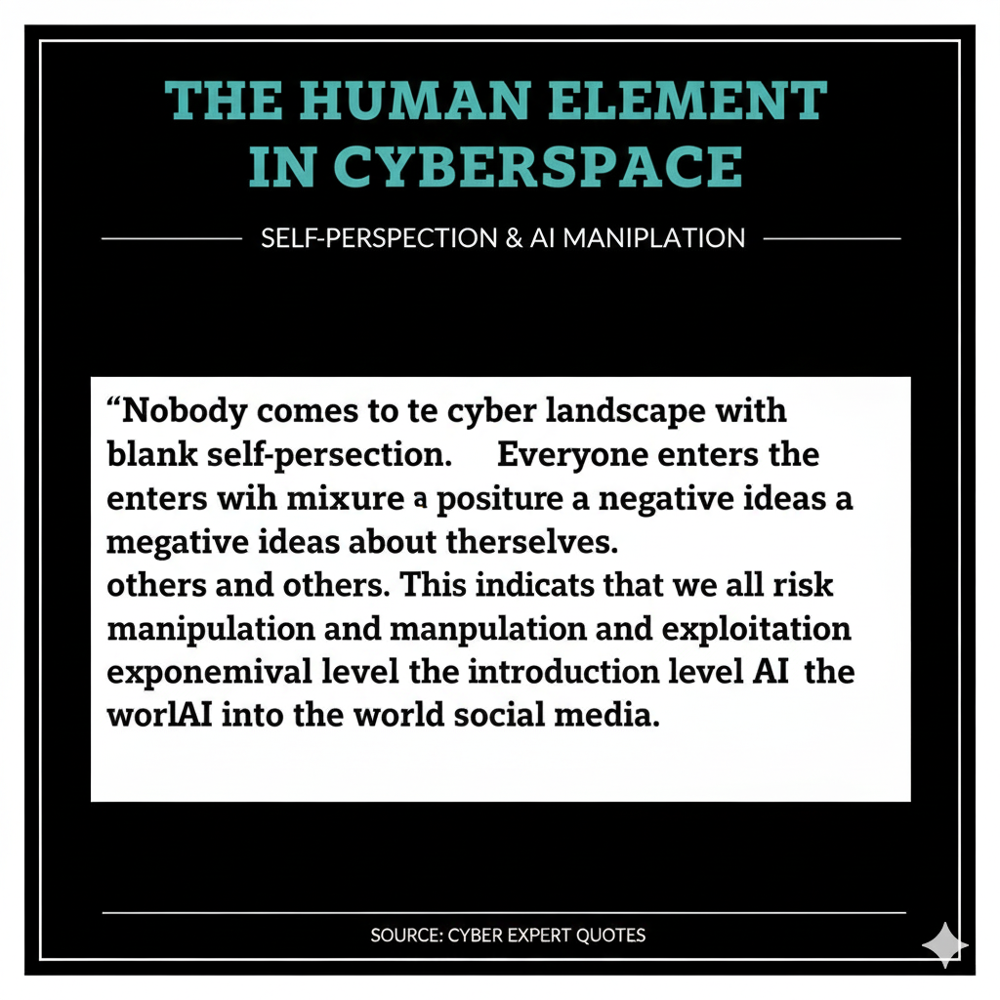 THE HUMAN ELEMENT
IN CYBERSPACE
SELF-PERSPECTION & AI MANIPLATION
“Nobody comes to te cyber landscape with
blank self-persection. Everyone enters the
enters wih mixure a positure a negative ideas a
megative ideas about therselves.
others and others. This indicats that we all risk
manipulation and manpulation and exploitation
exponemival level the introduction level AI the
worlAI into the world social media.
SOURCE: CYBER EXPERT QUOTES